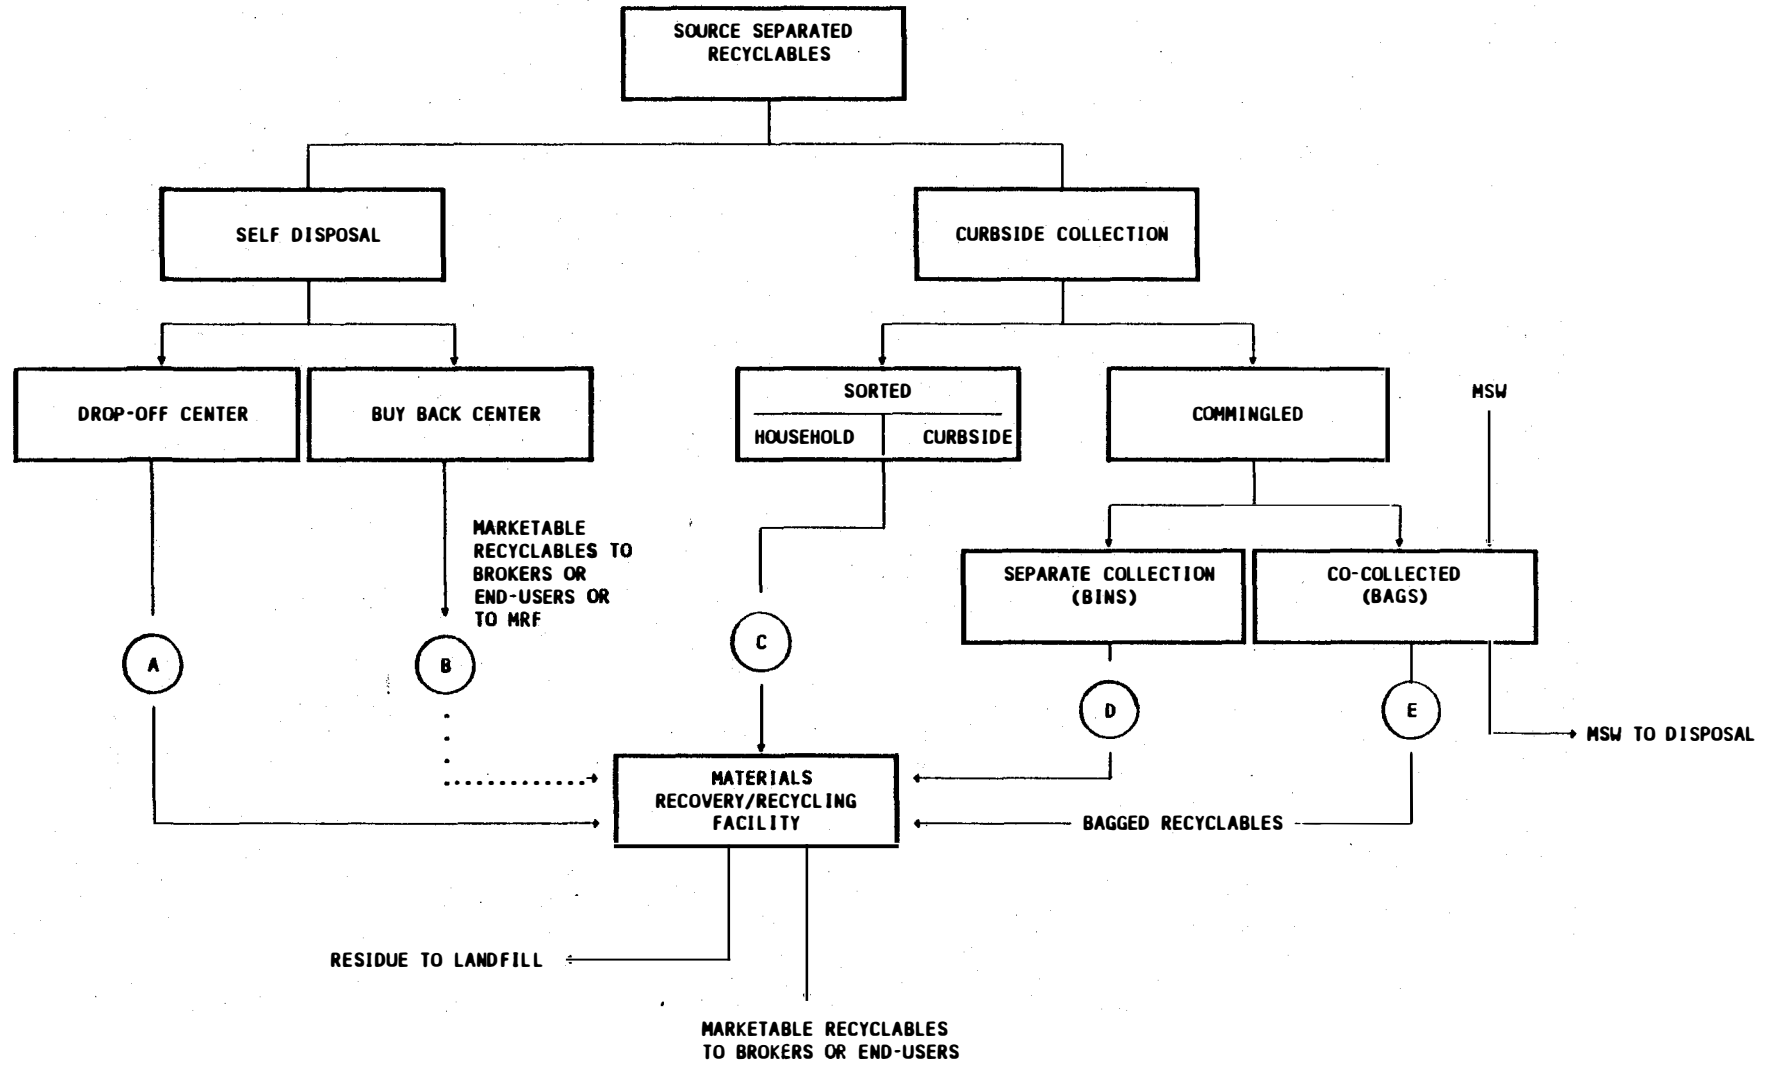 SOURCE SEPARATED
RECYCLABLES
SELF DISPOSAL
CURBSIDE COLLECTION
DROP-OFF CENTER
BUY BACK CENTER
SORTED
HOUSEHOLD
CURBSIDE
COMMINGLED
MSW
MARKETABLE
RECYCLABLES TO
BROKERS OR
END-USERS OR
TO MRF
SEPARATE COLLECTION
(BINS)
CO-COLLECTED
(BAGS)
A
B
C
D
E
MSW TO DISPOSAL
MATERIALS
RECOVERY/RECYCLING
FACILITY
BAGGED RECYCLABLES
RESIDUE TO LANDFILL
MARKETABLE RECYCLABLES
TO BROKERS OR END-USERS